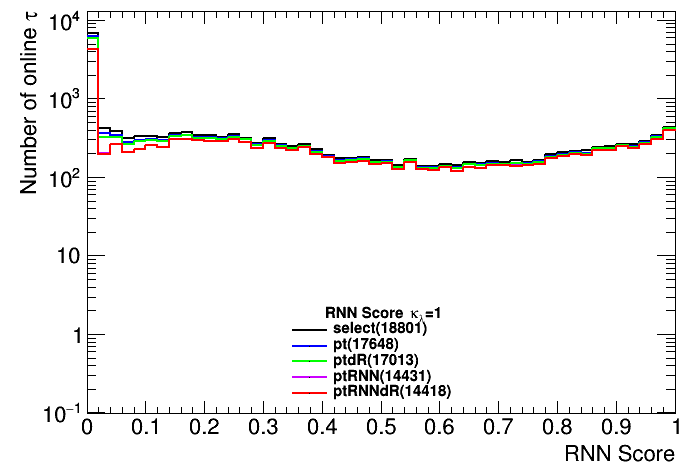 Number of online τ
10⁴
10³
10²
10
1
10⁻¹
RNN Score κλ=1
select(18801)
pt(17648)
ptdR(17013)
ptRNN(14431)
ptRNNdR(14418)
0 0.1 0.2 0.3 0.4 0.5 0.6 0.7 0.8 0.9 1
RNN Score